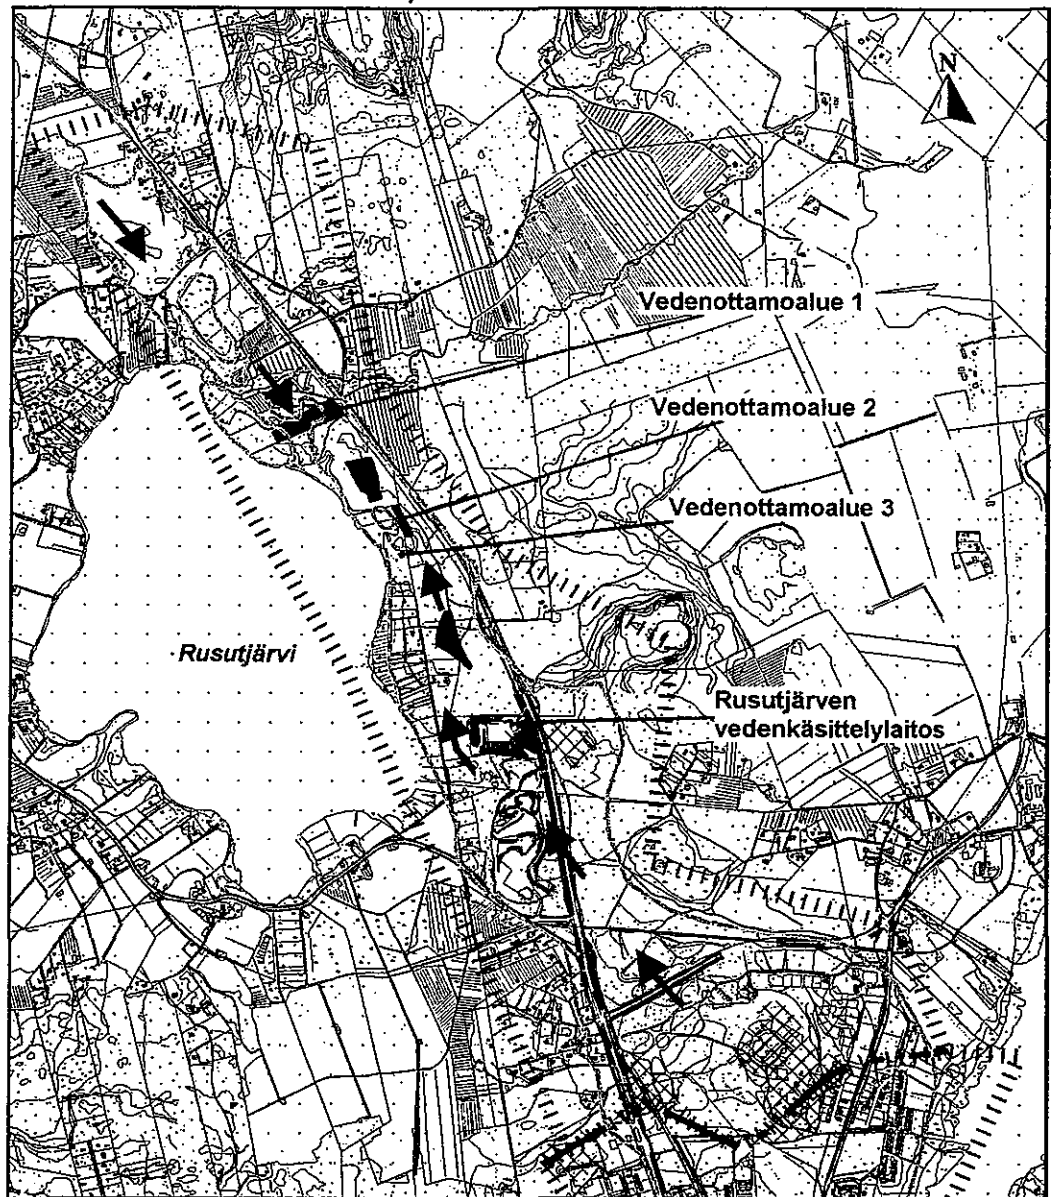 N
Vedenottamoalue 1
Vedenottamoalue 2
Vedenottamoalue 3
Rusutjärvi
Rusutjärven
vedenkäsittelylaitos